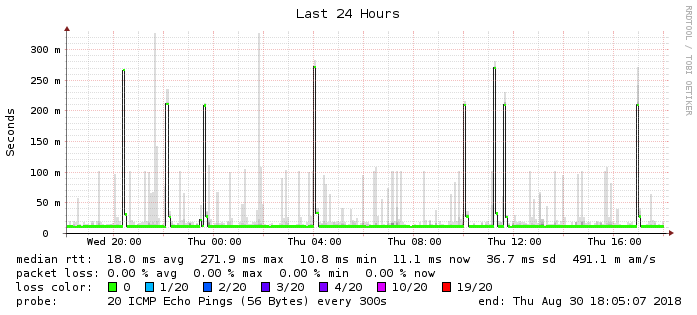 Last 24 Hours
RRDTOOL / TOBI OETIKER
Seconds
300 m
250 m
200 m
150 m
100 m
50 m
0
Wed 20:00 Thu 00:00 Thu 04:00 Thu 08:00 Thu 12:00 Thu 16:00
median rtt: 18.0 ms avg 271.9 ms max 10.8 ms min 11.1 ms now 36.7 ms sd 491.1 m am/s
packet loss: 0.00 % avg 0.00 % max 0.00 % min 0.00 % now
loss color: 0 1/20 2/20 3/20 4/20 10/20 19/20
probe: 20 ICMP Echo Pings (56 Bytes) every 300s end: Thu Aug 30 18:05:07 2018